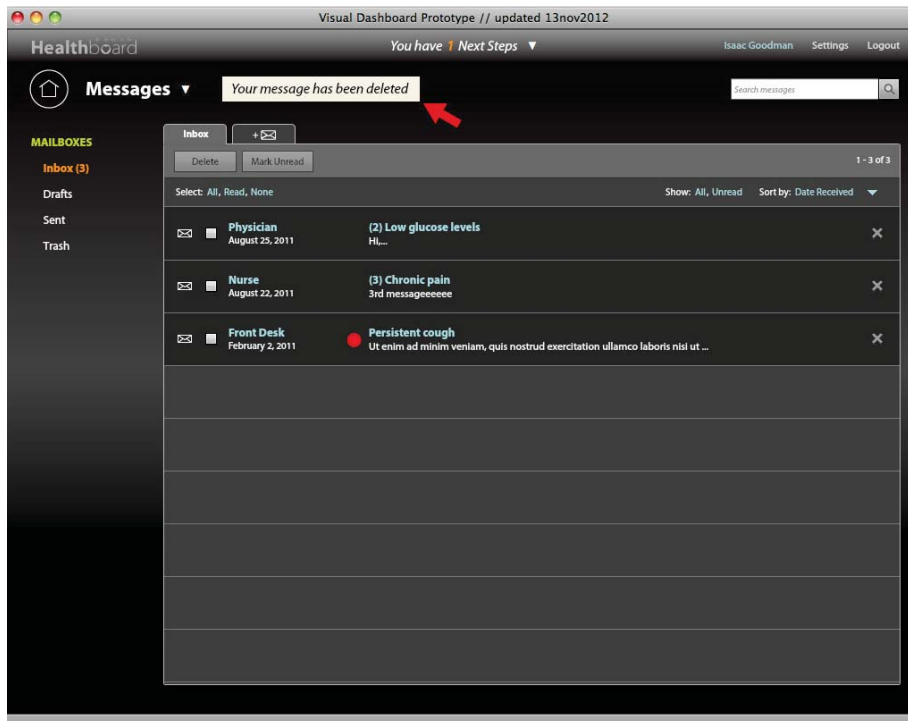 Visual Dashboard Prototype // updated 13nov2012
Healthboard
You have 1 Next Steps ▼
Isaac Goodman Settings Logout
Messages ▼
Your message has been deleted
Search messages
MAILBOXES
Inbox (3)
Drafts
Sent
Trash
Inbox
+
Delete
Mark Unread
1 - 3 of 3
Select: All, Read, None
Show: All, Unread
Sort by: Date Received
Physician
August 25, 2011
(2) Low glucose levels
Hi,...
Nurse
August 22, 2011
(3) Chronic pain
3rd messageeeeee
Front Desk
February 2, 2011
Persistent cough
Ut enim ad minim veniam, quis nostrud exercitation ullamco laboris nisi ut ...